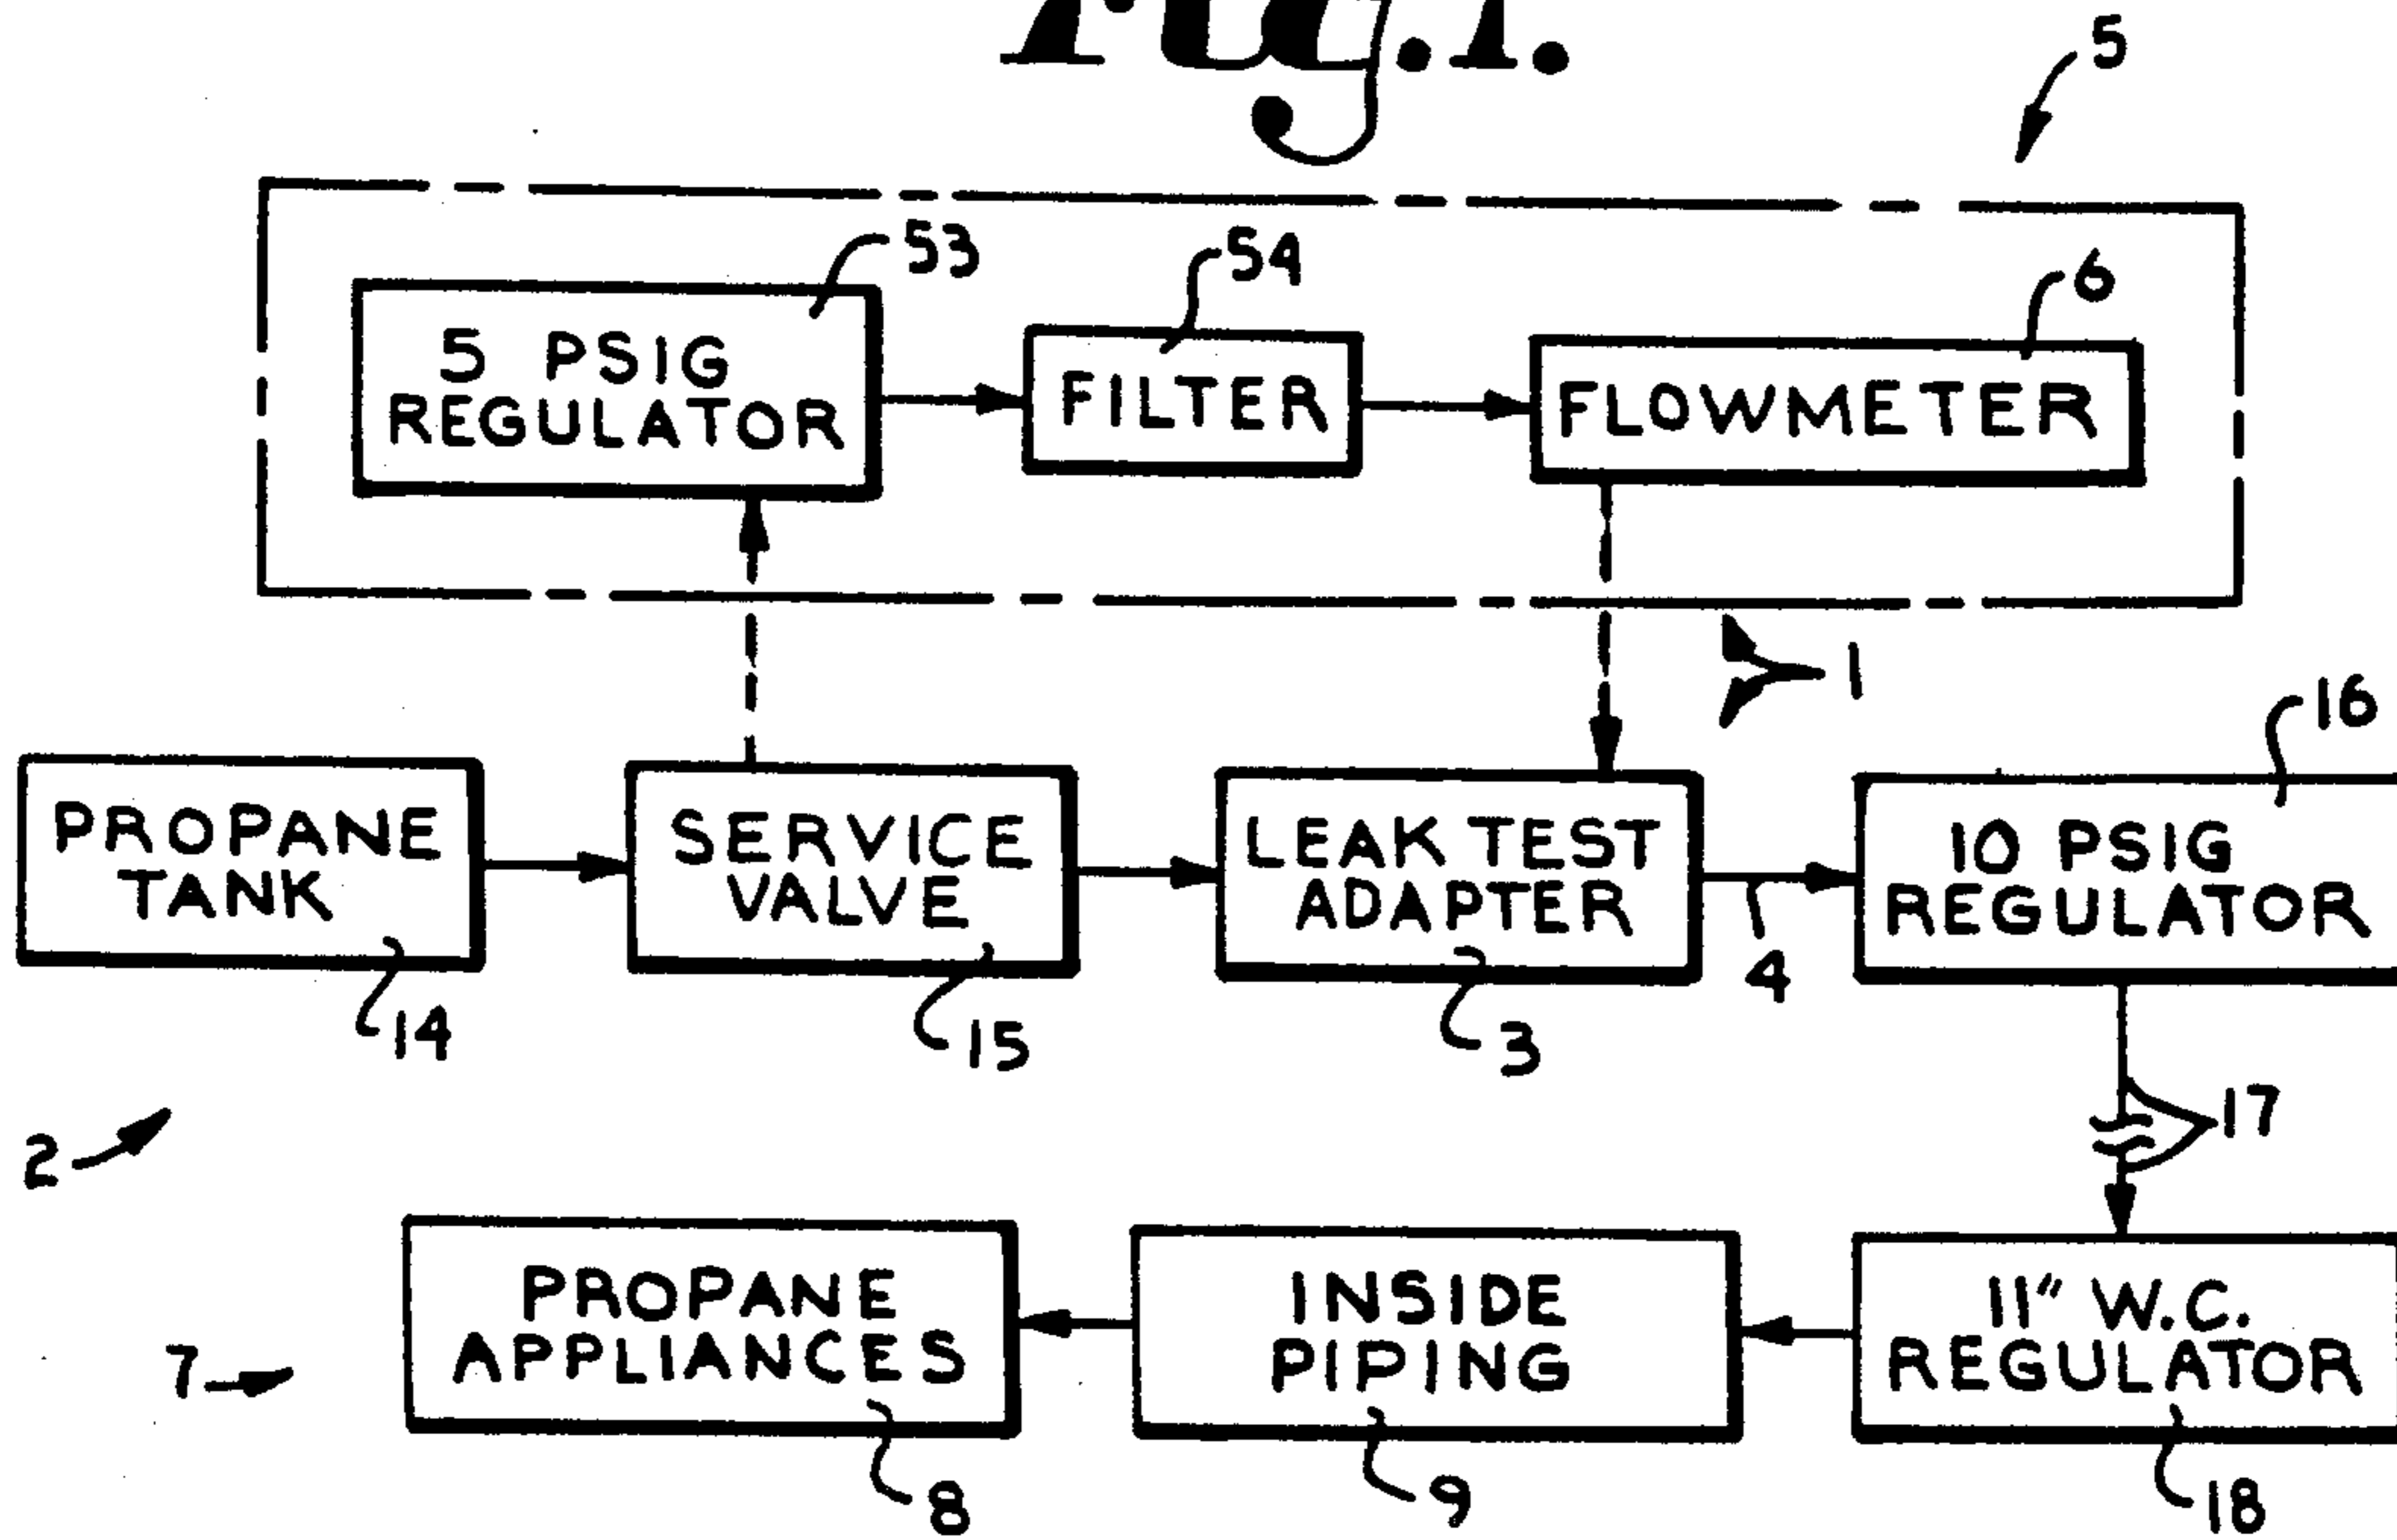 Fig.1.
5
53
54
6
5 PSIG
REGULATOR
FILTER
FLOWMETER
1
16
PROPANE
TANK
SERVICE
VALVE
LEAK TEST
ADAPTER
10 PSIG
REGULATOR
4
14
15
3
17
2
PROPANE
APPLIANCES
INSIDE
PIPING
11" W.C.
REGULATOR
7
8
9
18